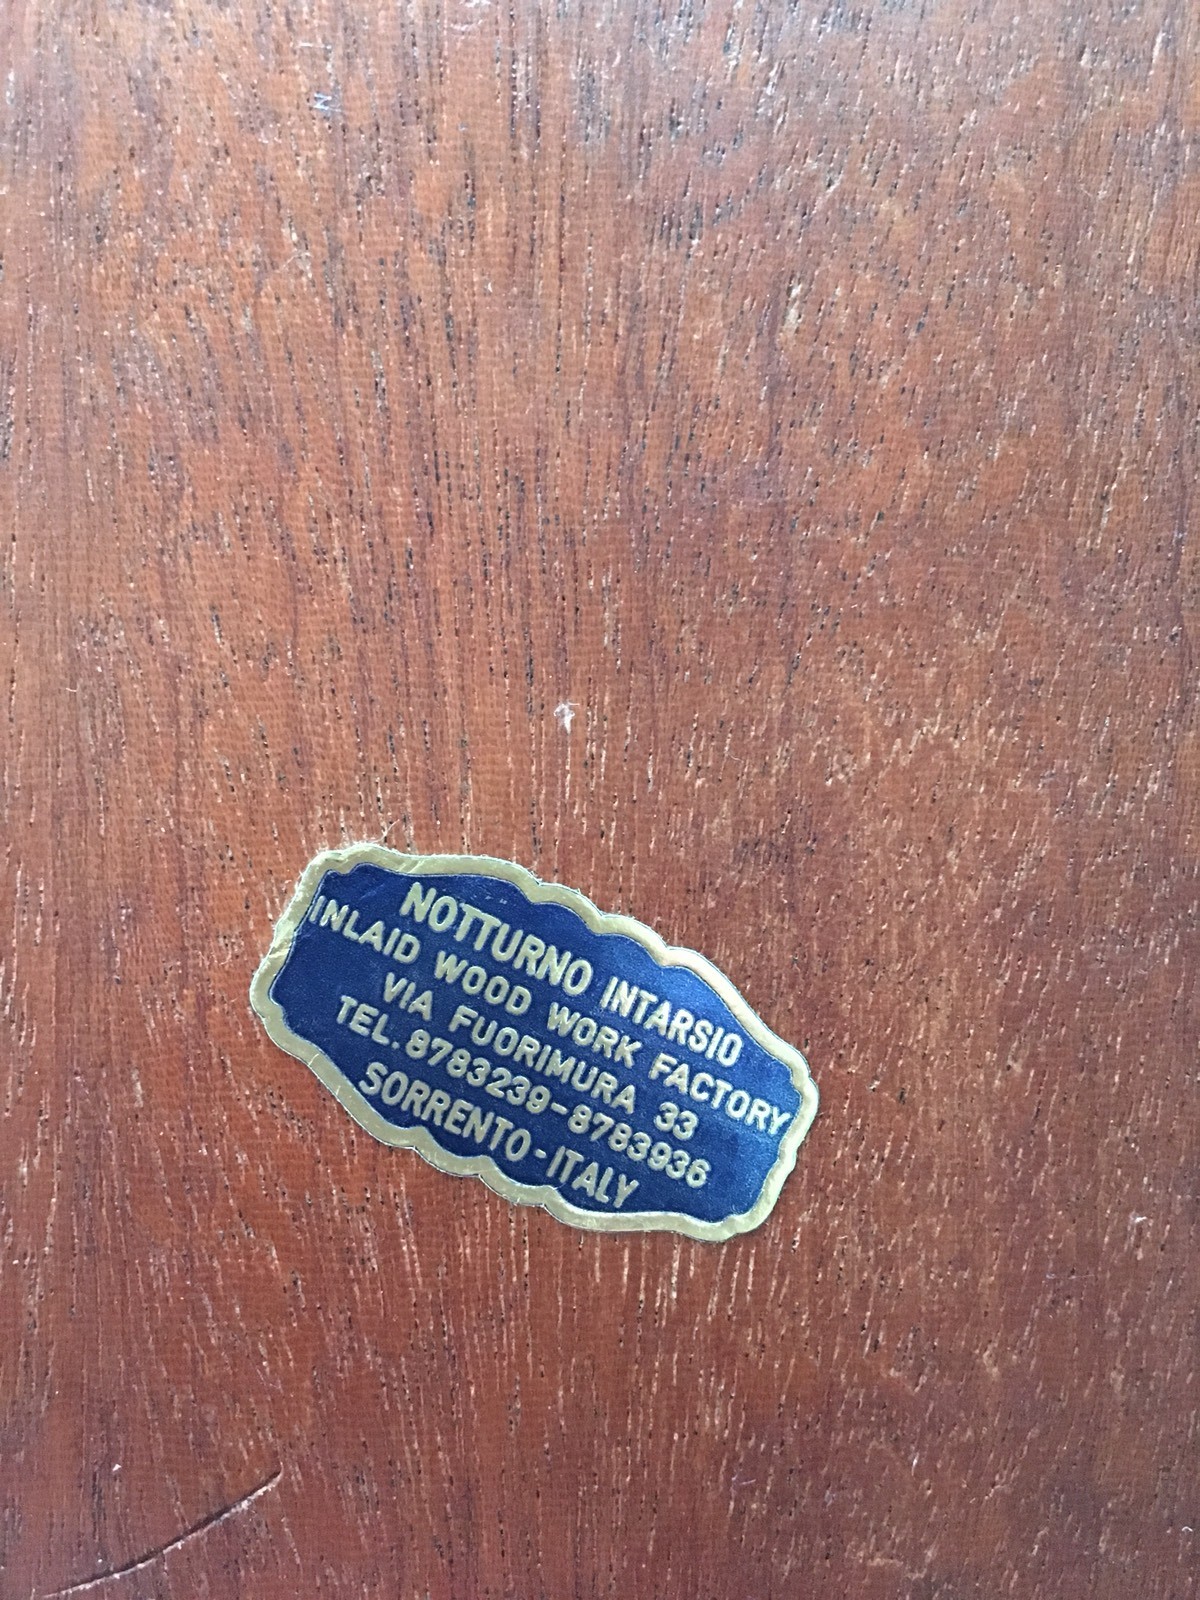 NOTTURNO INTARSIO
INLAID WOOD WORK FACTORY
VIA FUORIMURA 33
TEL. 8783239-8783936
SORRENTO-ITALY